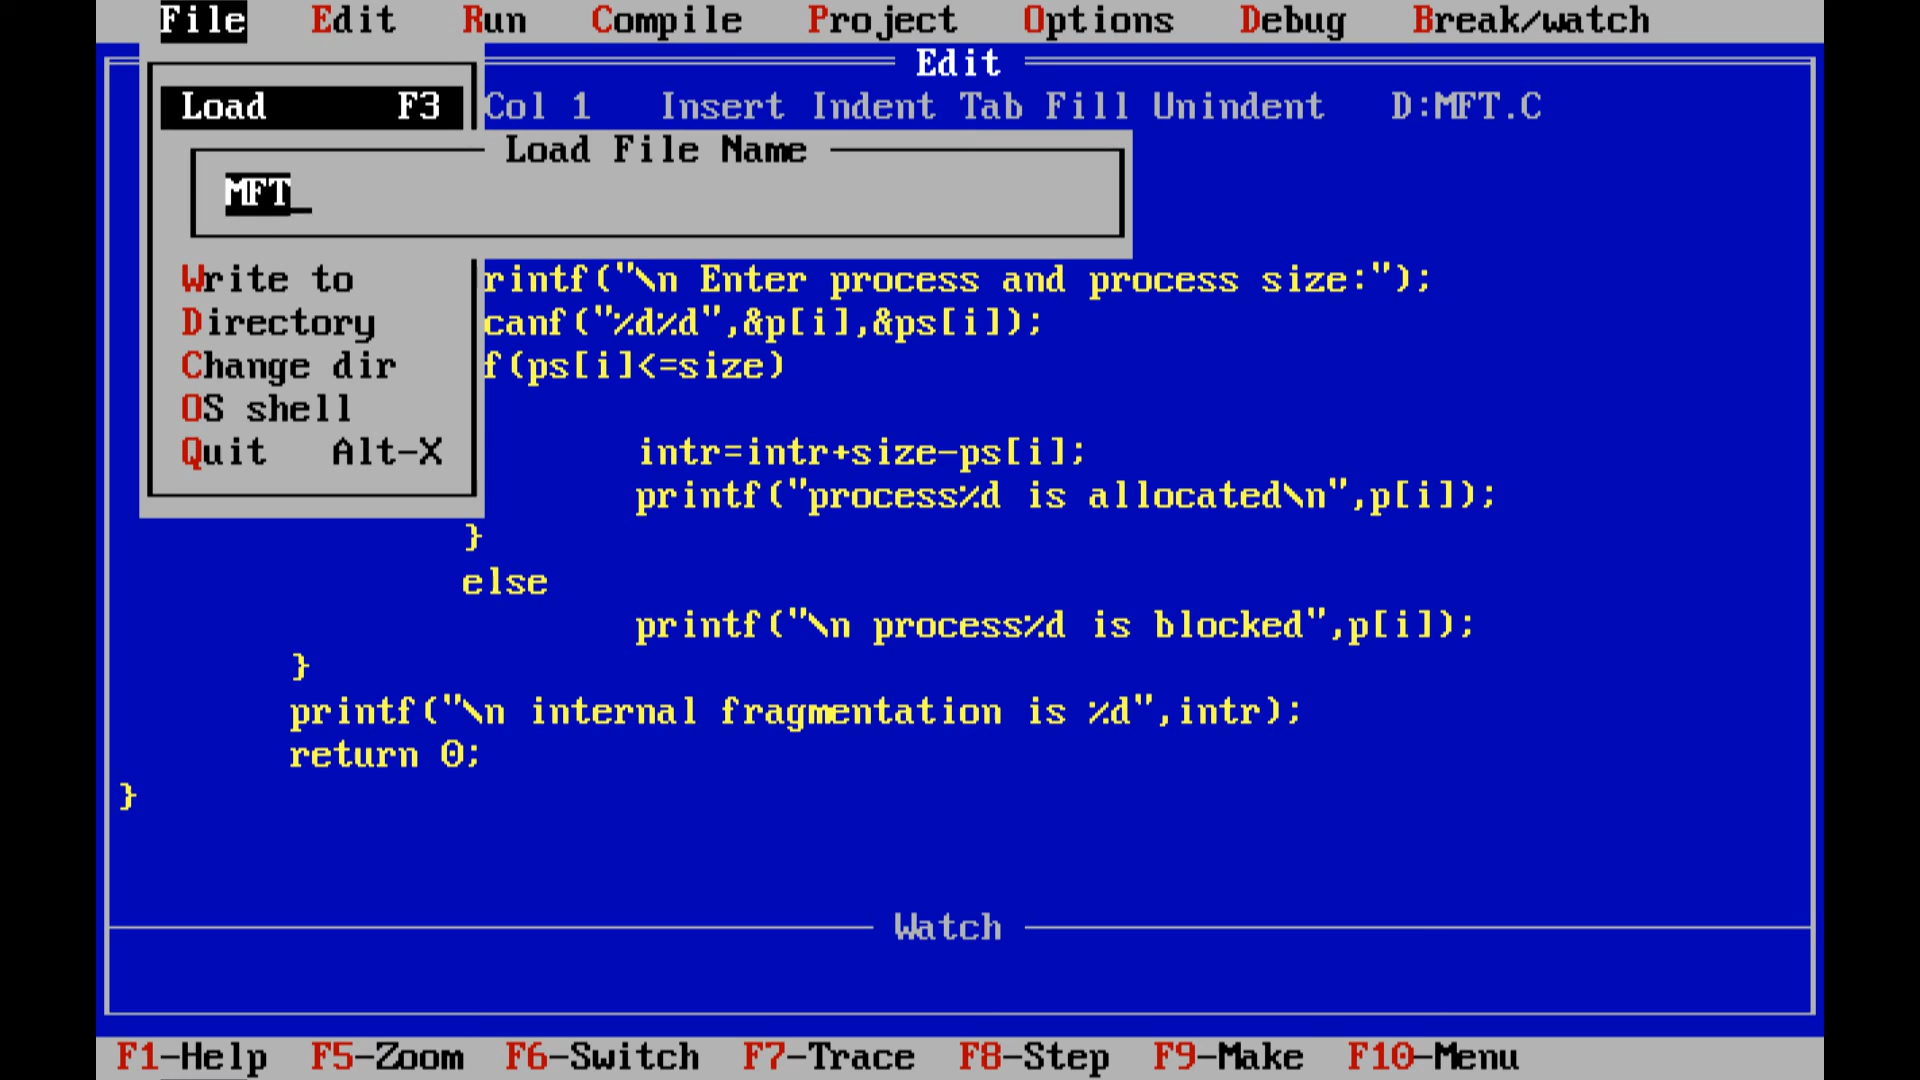 File Edit Run Compile Project Options Debug Break/watch
Edit
Load F3 Col 1 Insert Indent Tab Fill Unindent D:MFT.C
Load File Name
MFT_
Write to rintf("\n Enter process and process size:");
Directory canf("%d%d",&p[i],&ps[i]);
Change dir f(ps[i]<=size)
OS shell
Quit Alt-X intr=intr+size-ps[i];
printf("process%d is allocated\n",p[i]);
}
else
printf("\n process%d is blocked",p[i]);
}
printf("\n internal fragmentation is %d",intr);
return 0;
}
Watch
F1-Help F5-Zoom F6-Switch F7-Trace F8-Step F9-Make F10-Menu